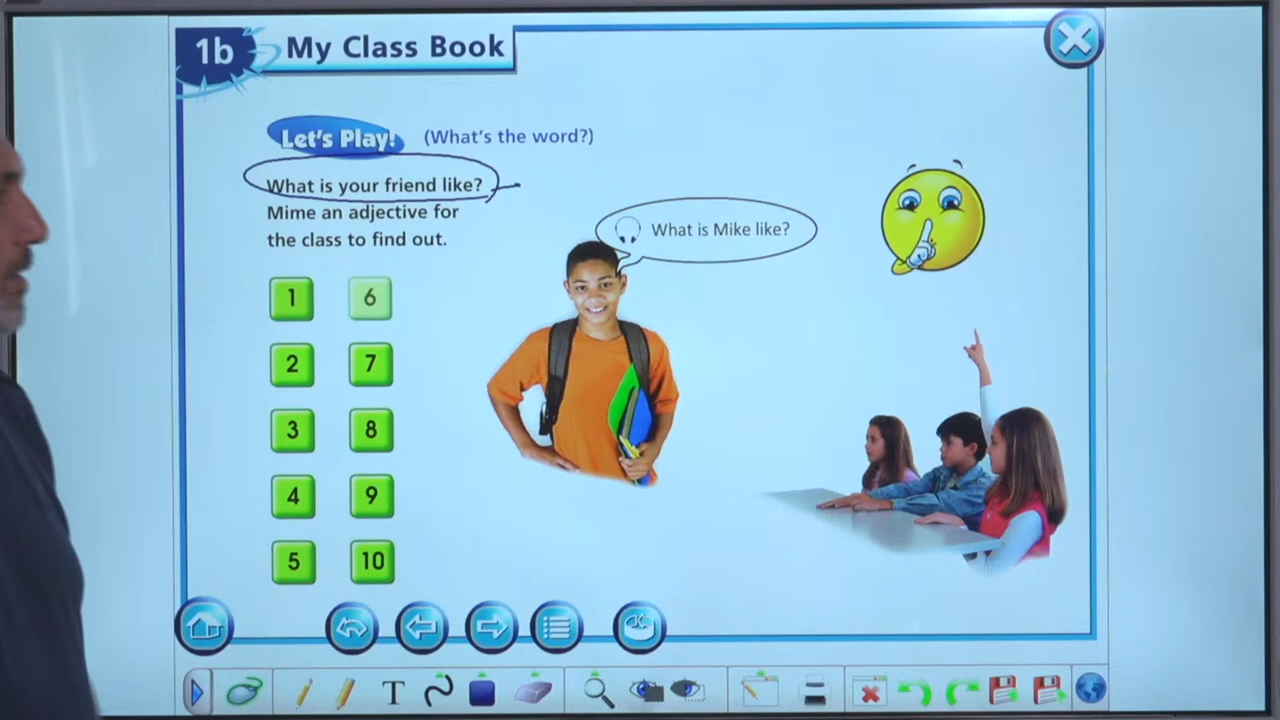 1b My Class Book
Let's Play! (What's the word?)
What is your friend like?
Mime an adjective for
the class to find out.
What is Mike like?
1 6
2 7
3 8
4 9
5 10
T